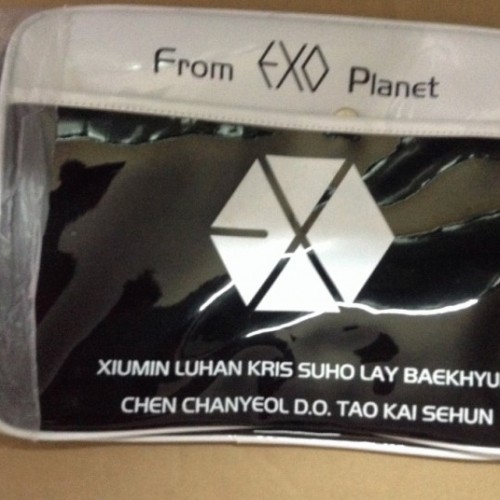 From EXO Planet
XIUMIN LUHAN KRIS SUHO LAY BAEKHYU
CHEN CHANYEOL D.O. TAO KAI SEHUN